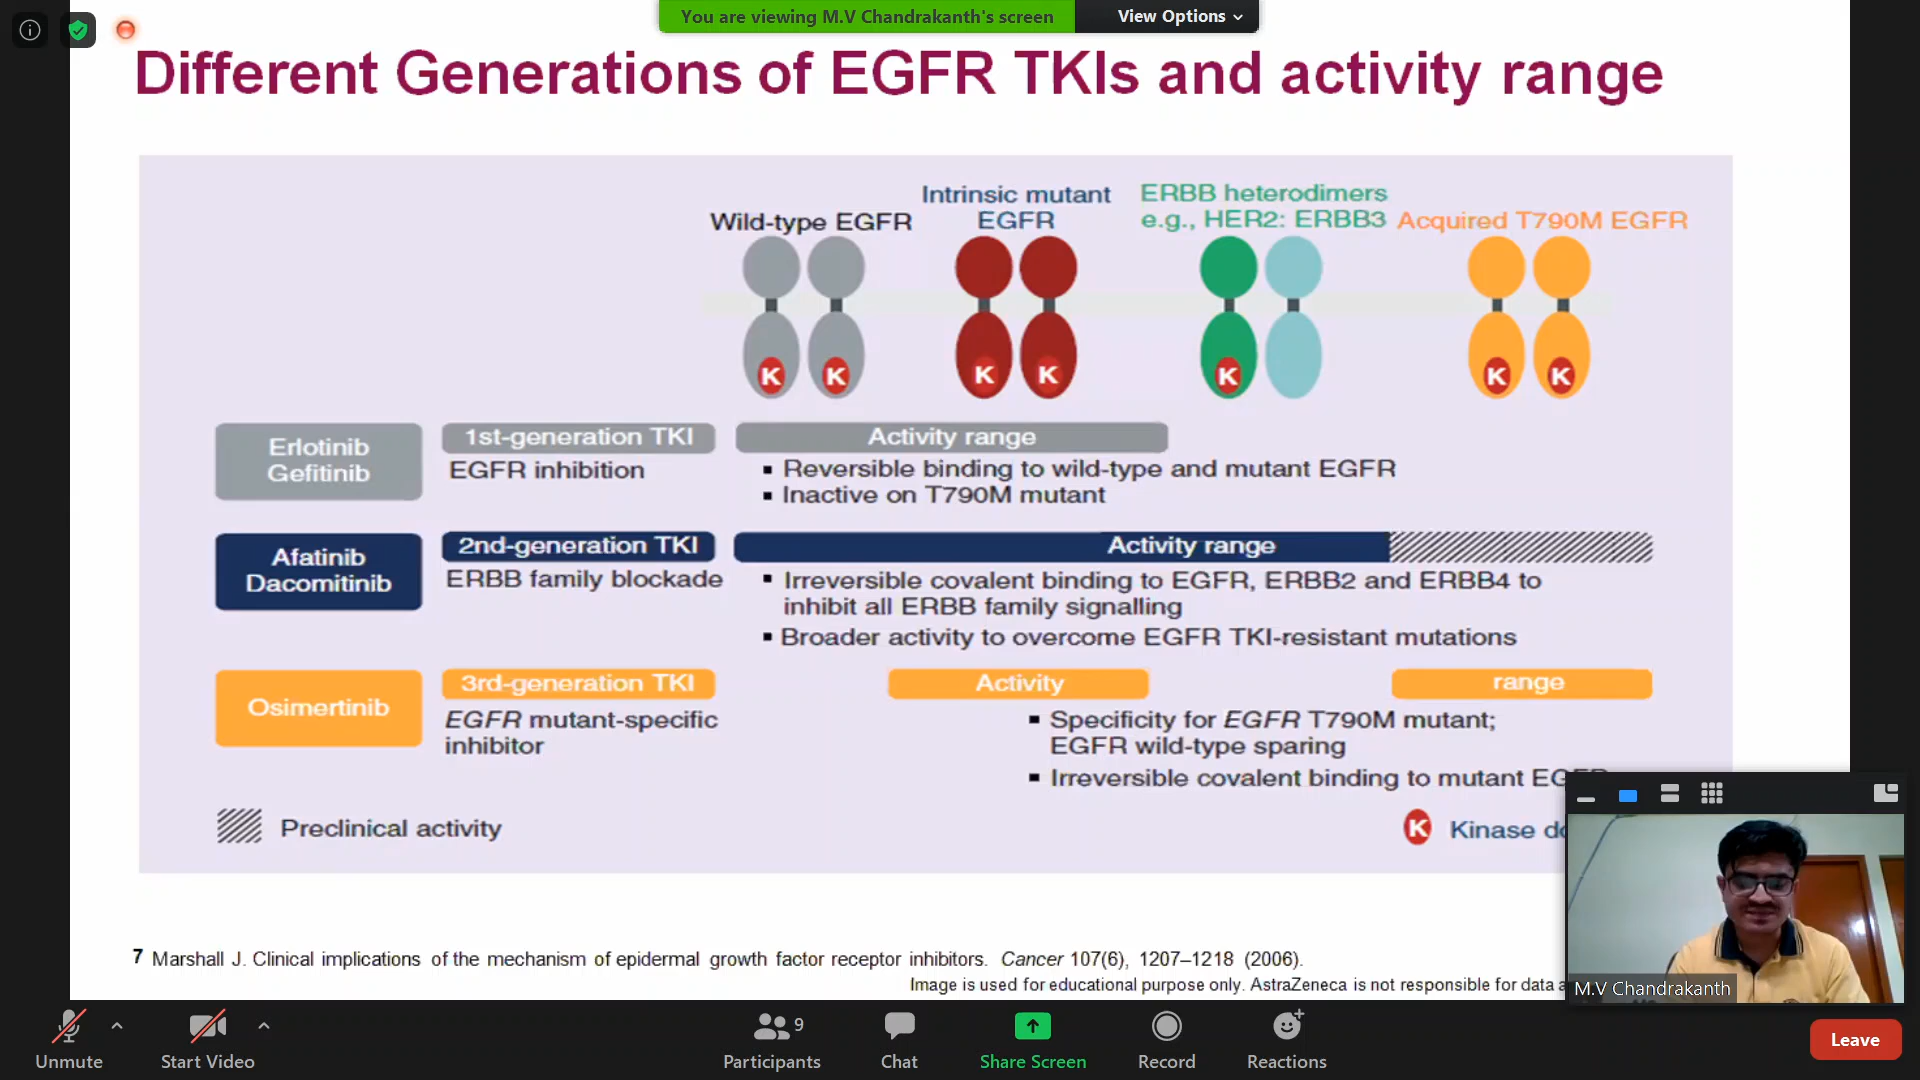 You are viewing M.V Chandrakanth's screen
View Options
Different Generations of EGFR TKIs and activity range
Wild-type EGFR
Intrinsic mutant
EGFR
ERBB heterodimers
e.g., HER2: ERBB3
Acquired T790M EGFR
K K K K K K K
Erlotinib
Gefitinib
1st-generation TKI
EGFR inhibition
Activity range
▪ Reversible binding to wild-type and mutant EGFR
▪ Inactive on T790M mutant
Afatinib
Dacomitinib
2nd-generation TKI
ERBB family blockade
Activity range
▪ Irreversible covalent binding to EGFR, ERBB2 and ERBB4 to
inhibit all ERBB family signalling
▪ Broader activity to overcome EGFR TKI-resistant mutations
Osimertinib
3rd-generation TKI
EGFR mutant-specific
inhibitor
Activity range
▪ Specificity for EGFR T790M mutant;
EGFR wild-type sparing
▪ Irreversible covalent binding to mutant EGFR
Preclinical activity
K Kinase
7 Marshall J. Clinical implications of the mechanism of epidermal growth factor receptor inhibitors. Cancer 107(6), 1207–1218 (2006).
Image is used for educational purpose only. AstraZeneca is not responsible for data
M.V Chandrakanth
Unmute
Start Video
9
Participants
Chat
Share Screen
Record
Reactions
Leave